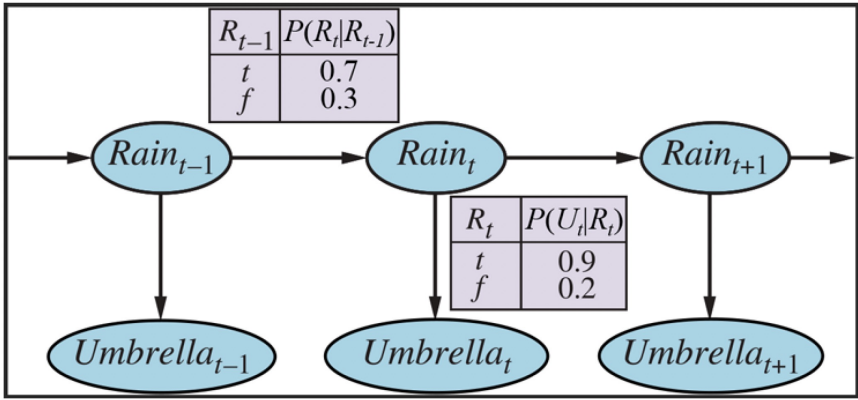 R_{t–1} P(R_t|R_{t-1})
t 0.7
f 0.3
Rain_{t–1} Rain_t Rain_{t+1}
R_t P(U_t|R_t)
t 0.9
f 0.2
Umbrella_{t–1} Umbrella_t Umbrella_{t+1}